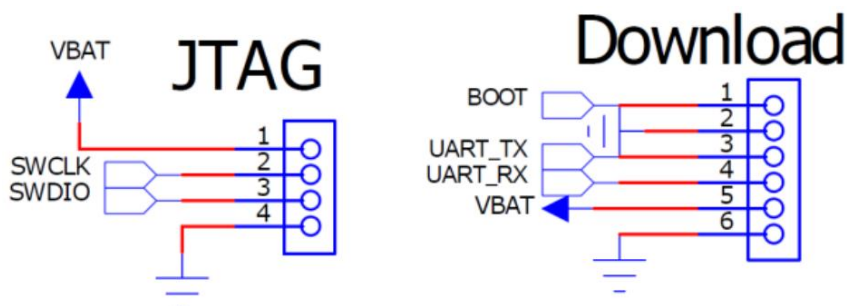 VBAT
JTAG
1
SWCLK
2
SWDIO
3
4
Download
BOOT
1
2
UART_TX
3
UART_RX
4
VBAT
5
6